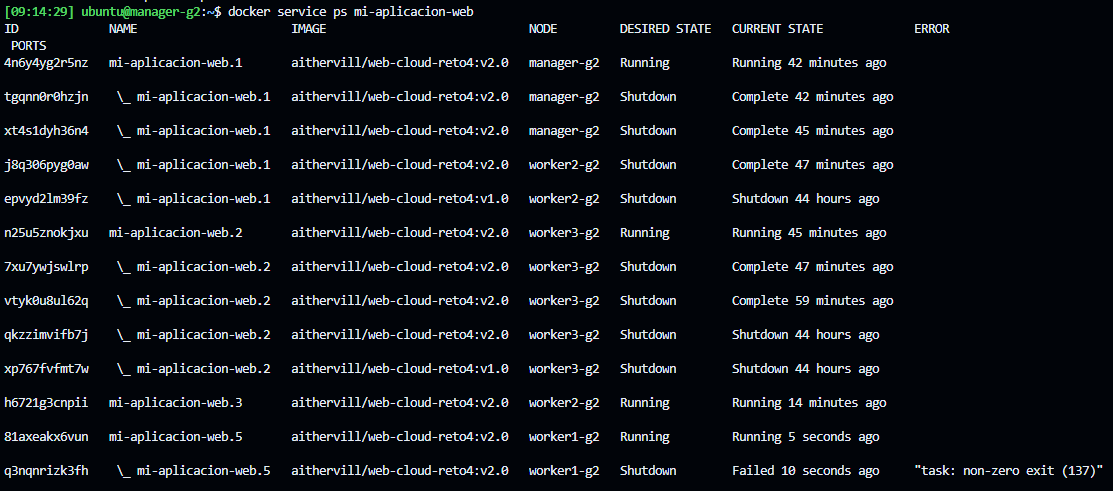 [09:14:29] ubuntu@manager-g2:~$ docker service ps mi-aplicacion-web
ID NAME IMAGE NODE DESIRED STATE CURRENT STATE ERROR
PORTS
4n6y4yg2r5nz mi-aplicacion-web.1 aithervill/web-cloud-reto4:v2.0 manager-g2 Running Running 42 minutes ago
tgqnn0r0hzjn \_ mi-aplicacion-web.1 aithervill/web-cloud-reto4:v2.0 manager-g2 Shutdown Complete 42 minutes ago
xt4s1dyh36n4 \_ mi-aplicacion-web.1 aithervill/web-cloud-reto4:v2.0 manager-g2 Shutdown Complete 45 minutes ago
j8q306pyg0aw \_ mi-aplicacion-web.1 aithervill/web-cloud-reto4:v2.0 worker2-g2 Shutdown Complete 47 minutes ago
epvyd2lm39fz \_ mi-aplicacion-web.1 aithervill/web-cloud-reto4:v1.0 worker2-g2 Shutdown Shutdown 44 hours ago
n25u5znokjxu mi-aplicacion-web.2 aithervill/web-cloud-reto4:v2.0 worker3-g2 Running Running 45 minutes ago
7xu7ywjswlrp \_ mi-aplicacion-web.2 aithervill/web-cloud-reto4:v2.0 worker3-g2 Shutdown Complete 47 minutes ago
vtyk0u8ul62q \_ mi-aplicacion-web.2 aithervill/web-cloud-reto4:v2.0 worker3-g2 Shutdown Complete 59 minutes ago
qkzzimvifb7j \_ mi-aplicacion-web.2 aithervill/web-cloud-reto4:v2.0 worker3-g2 Shutdown Shutdown 44 hours ago
xp767fvfmt7w \_ mi-aplicacion-web.2 aithervill/web-cloud-reto4:v1.0 worker3-g2 Shutdown Shutdown 44 hours ago
h6721g3cnpii mi-aplicacion-web.3 aithervill/web-cloud-reto4:v2.0 worker2-g2 Running Running 14 minutes ago
81axeakx6vun mi-aplicacion-web.5 aithervill/web-cloud-reto4:v2.0 worker1-g2 Running Running 5 seconds ago
q3nqnrizk3fh \_ mi-aplicacion-web.5 aithervill/web-cloud-reto4:v2.0 worker1-g2 Shutdown Failed 10 seconds ago "task: non-zero exit (137)"